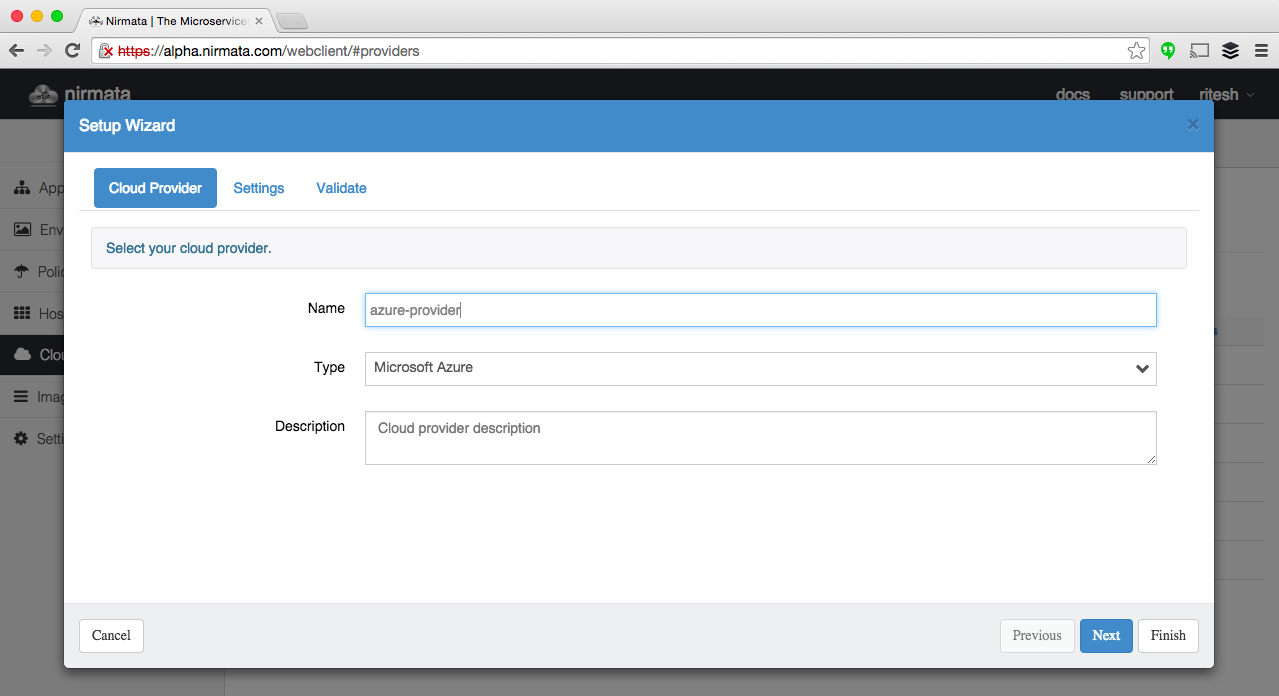 Nirmata | The Microservice
https://alpha.nirmata.com/webclient/#providers
nirmata
docs support ritesh
Setup Wizard
Cloud Provider Settings Validate
Select your cloud provider.
Name azure-provider
Type Microsoft Azure
Description Cloud provider description
App
Env
Polic
Hos
Clou
Imag
Setti
Cancel Previous Next Finish